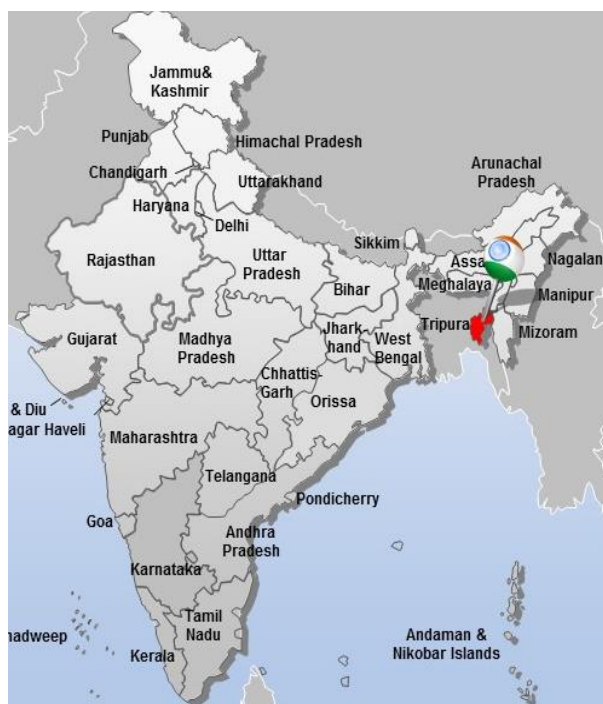 Jammu&
Kashmir
Punjab
Himachal Pradesh
Chandigarh
Uttarakhand
Arunachal
Pradesh
Haryana
Delhi
Sikkim
Assa
Nagalan
Rajasthan
Uttar
Pradesh
Bihar
Meghalaya
Manipur
Tripura
Mizoram
Gujarat
Madhya
Pradesh
Jhark-
hand
West
Bengal
Chhattis-
Garh
Orissa
& Diu
agar Haveli
Maharashtra
Telangana
Pondicherry
Goa
Andhra
Pradesh
Karnataka
Tamil
Nadu
Kerala
hadweep
Andaman &
Nikobar Islands